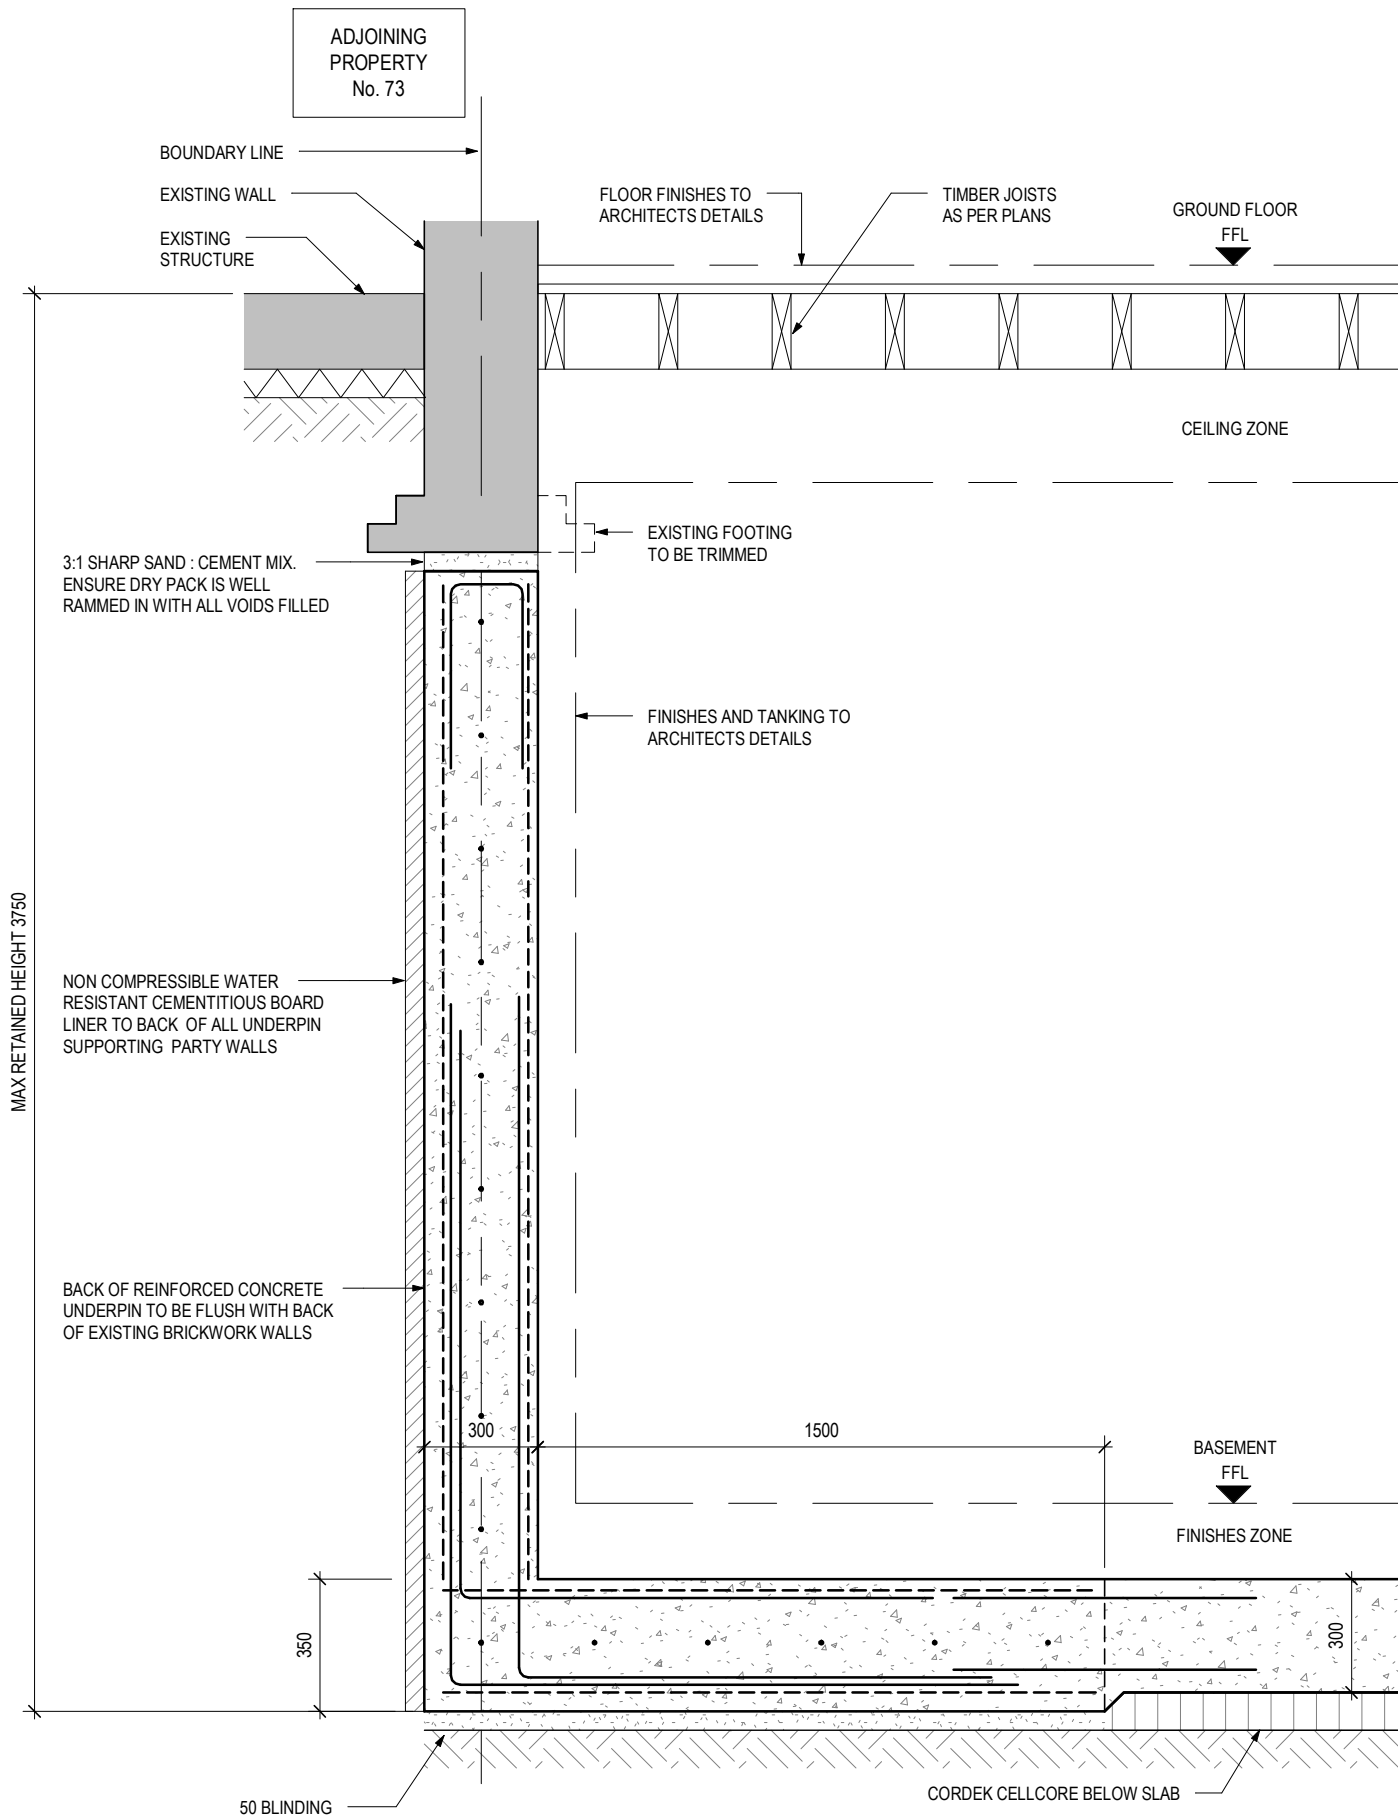 ADJOINING
PROPERTY
No. 73
BOUNDARY LINE
EXISTING WALL
EXISTING
STRUCTURE
FLOOR FINISHES TO
ARCHITECTS DETAILS
TIMBER JOISTS
AS PER PLANS
GROUND FLOOR
FFL
CEILING ZONE
EXISTING FOOTING
TO BE TRIMMED
3:1 SHARP SAND : CEMENT MIX.
ENSURE DRY PACK IS WELL
RAMMED IN WITH ALL VOIDS FILLED
FINISHES AND TANKING TO
ARCHITECTS DETAILS
MAX RETAINED HEIGHT 3750
NON COMPRESSIBLE WATER
RESISTANT CEMENTITIOUS BOARD
LINER TO BACK OF ALL UNDERPIN
SUPPORTING PARTY WALLS
BACK OF REINFORCED CONCRETE
UNDERPIN TO BE FLUSH WITH BACK
OF EXISTING BRICKWORK WALLS
300
1500
BASEMENT
FFL
FINISHES ZONE
350
300
50 BLINDING
CORDEK CELLCORE BELOW SLAB